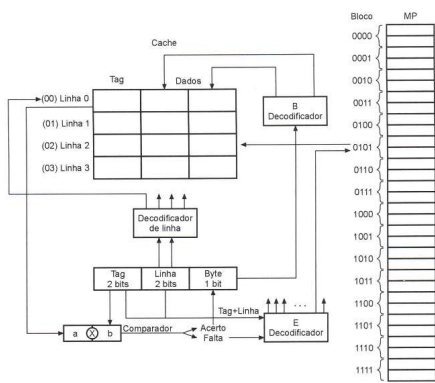 Bloco MP
0000
0001
0010
0011
0100
0101
0110
0111
1000
1001
1010
1011
1100
1101
1110
1111
Cache
Tag Dados
(00) Linha 0
(01) Linha 1
(02) Linha 2
(03) Linha 3
B
Decodificador
Decodificador
de linha
Tag Linha Byte
2 bits 2 bits 1 bit
Tag+Linha
a X b Comparador Acerto
Falta
...
E
Decodificador